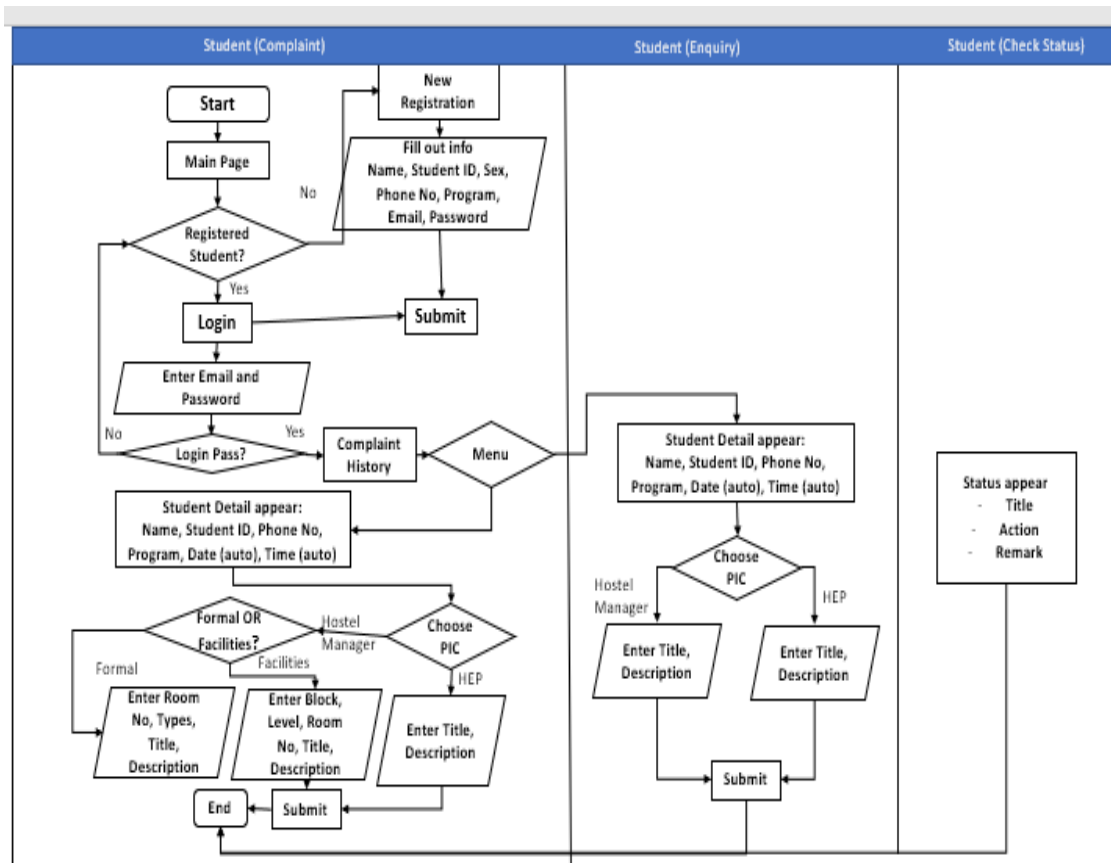 Student (Complaint)
Student (Enquiry)
Student (Check Status)
Start
Main Page
Registered
Student?
No
Yes
New
Registration
Fill out info
Name, Student ID, Sex,
Phone No, Program,
Email, Password
Login
Submit
Enter Email and
Password
No
Login Pass?
Yes
Complaint
History
Menu
Student Detail appear:
Name, Student ID, Phone No,
Program, Date (auto), Time (auto)
Formal OR
Facilities?
Hostel
Manager
Choose
PIC
HEP
Formal
Facilities
Enter Room
No, Types,
Title,
Description
Enter Block,
Level, Room
No, Title,
Description
Enter Title,
Description
End
Submit
Student Detail appear:
Name, Student ID, Phone No,
Program, Date (auto), Time (auto)
Choose
PIC
Hostel
Manager
HEP
Enter Title,
Description
Enter Title,
Description
Submit
Status appear
- Title
- Action
- Remark